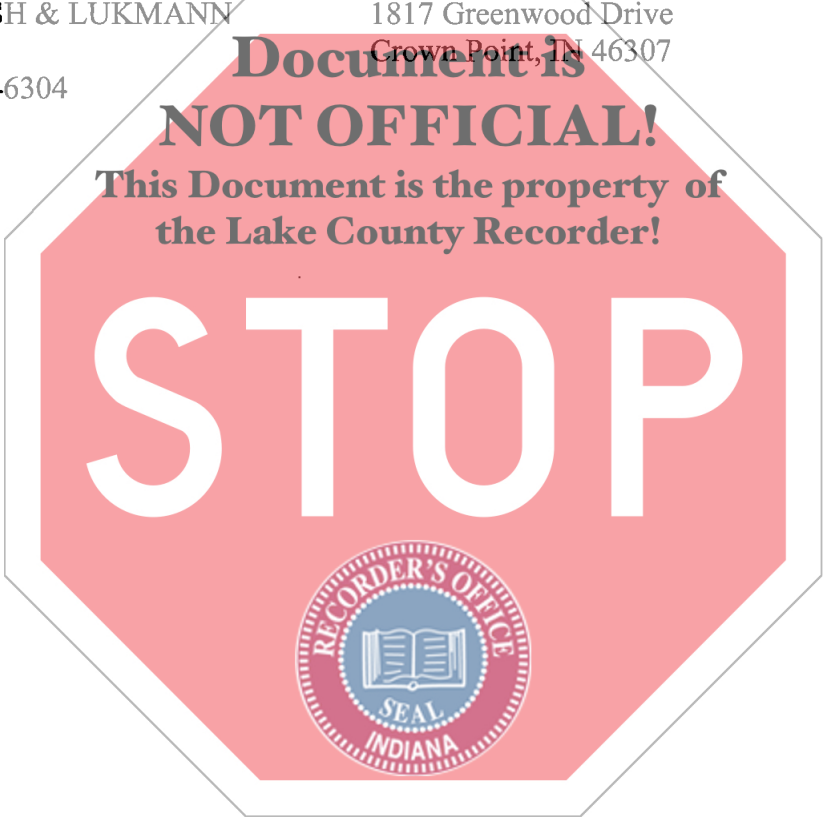 H & LUKMANN 1817 Greenwood Drive
Crown Point, IN 46307
6304
Document is
NOT OFFICIAL!
This Document is the property of
the Lake County Recorder!
STOP
RECORDER'S OFFICE
SEAL
INDIANA